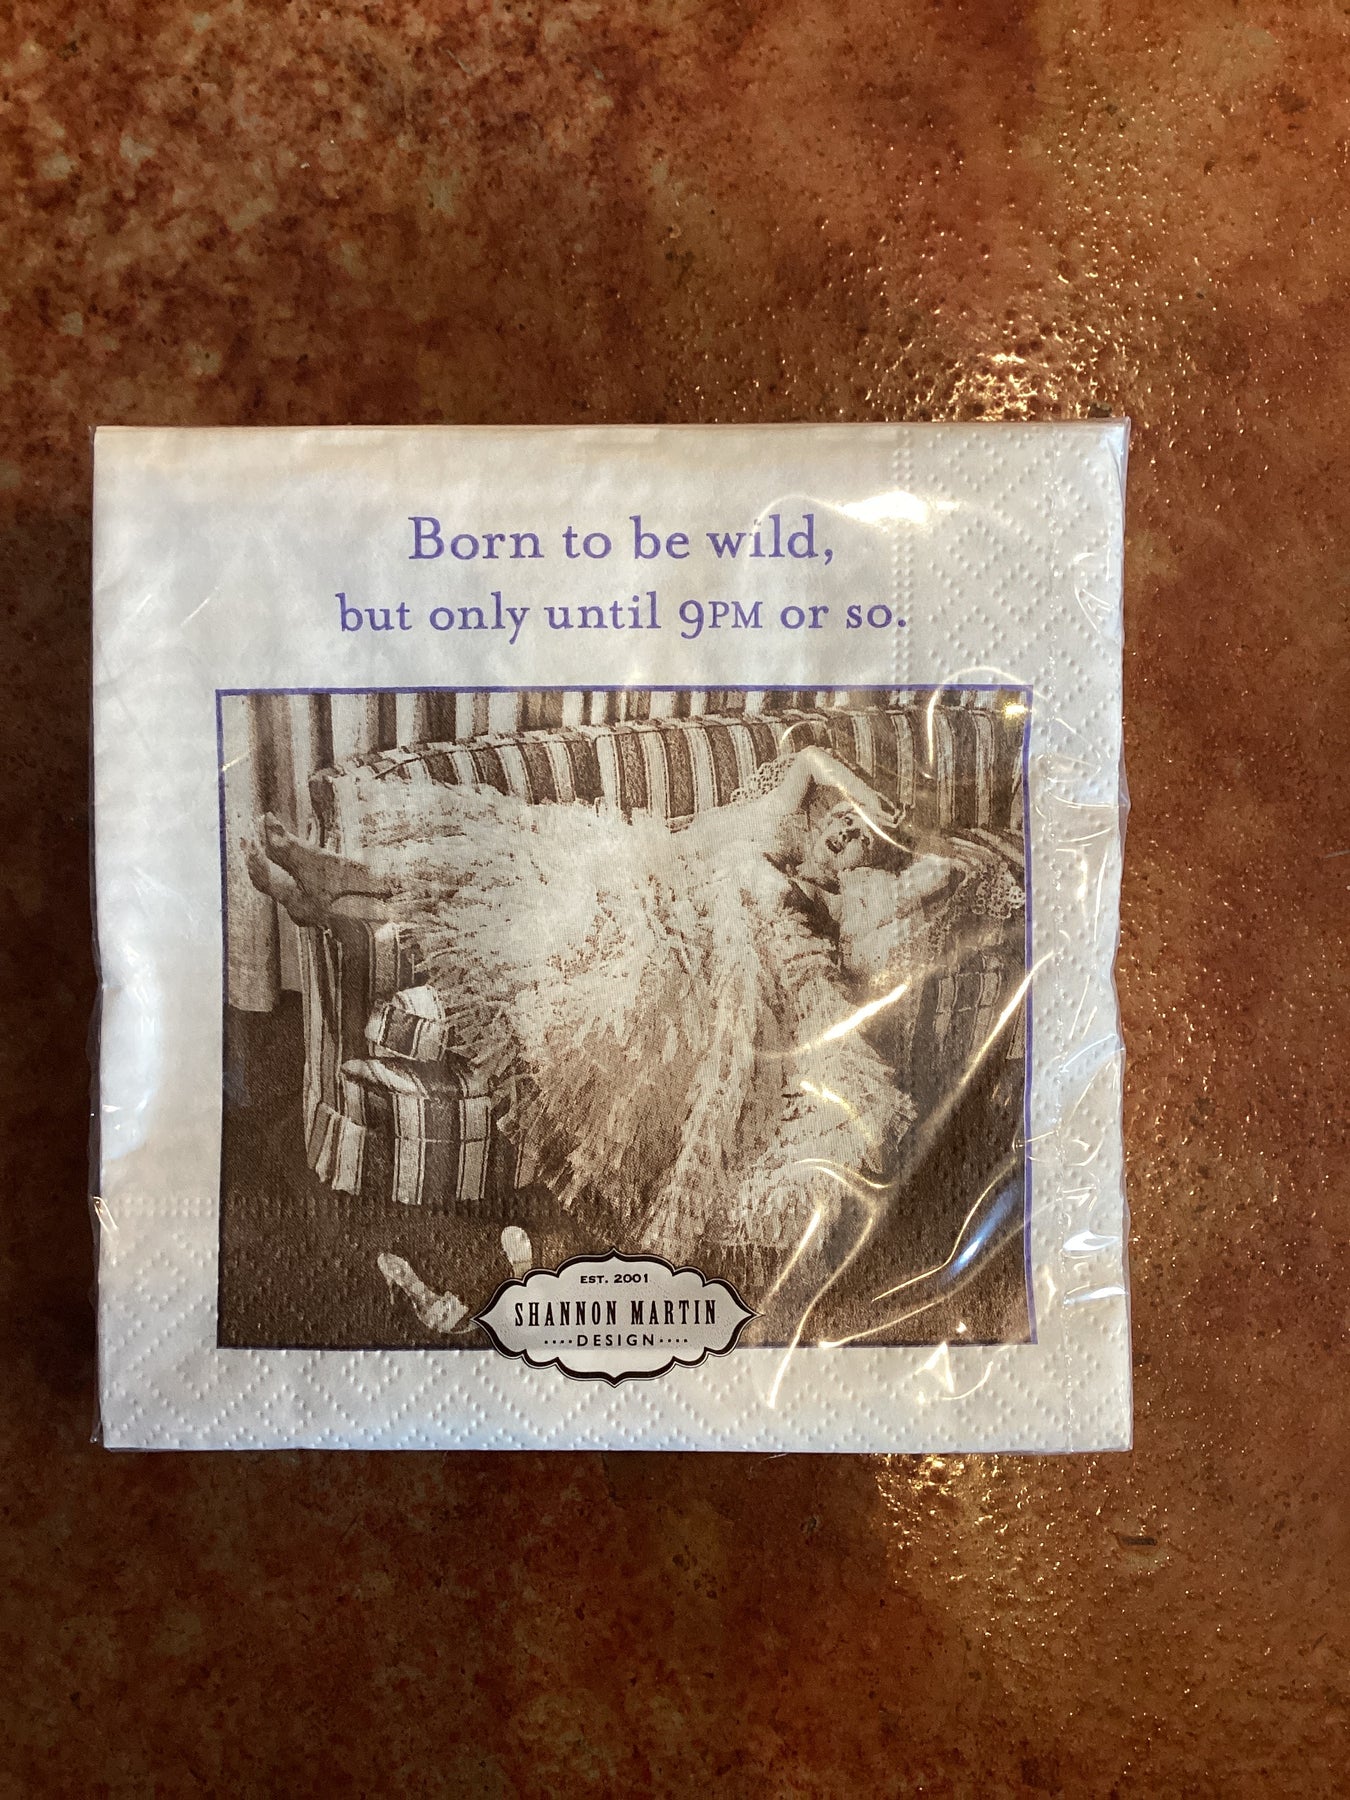 Born to be wild,
but only until 9PM or so.
EST. 2001
SHANNON MARTIN
····DESIGN····